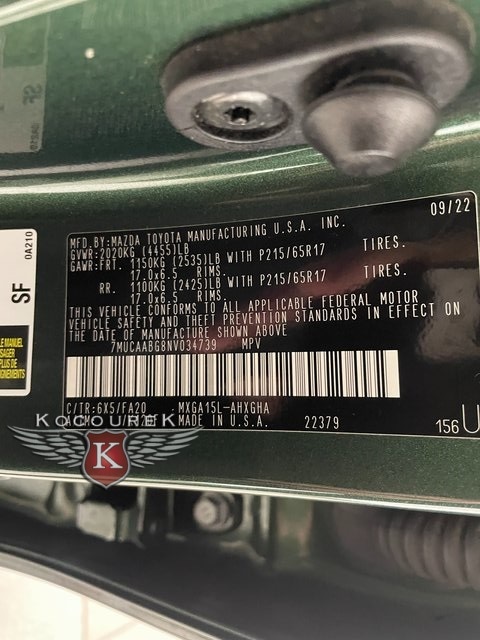 09/22
MFD.BY:MAZDA TOYOTA MANUFACTURING U.S.A. INC.
GVWR:2020KG (4455)LB
GAWR:FRT. 1150KG (2535)LB WITH P215/65R17 TIRES.
17.0x6.5 RIMS.
RR. 1100KG (2425)LB WITH P215/65R17 TIRES.
17.0x6.5 RIMS.
THIS VEHICLE CONFORMS TO ALL APPLICABLE FEDERAL MOTOR
VEHICLE SAFETY AND THEFT PREVENTION STANDARDS IN EFFECT ON
THE DATE OF MANUFACTURE SHOWN ABOVE
7MUCAABG8NV034739 MPV
C/TR:6X5/FA20 MXGA15L-AHXGHA
MADE IN U.S.A. 22379
156 U
0A210
SF
MANUEL
KOCOUREK
K